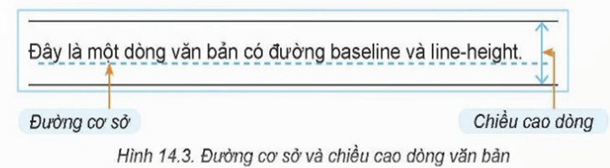 Đây là một dòng văn bản có đường baseline và line-height.
Đường cơ sở
Chiều cao dòng
Hình 14.3. Đường cơ sở và chiều cao dòng văn bản